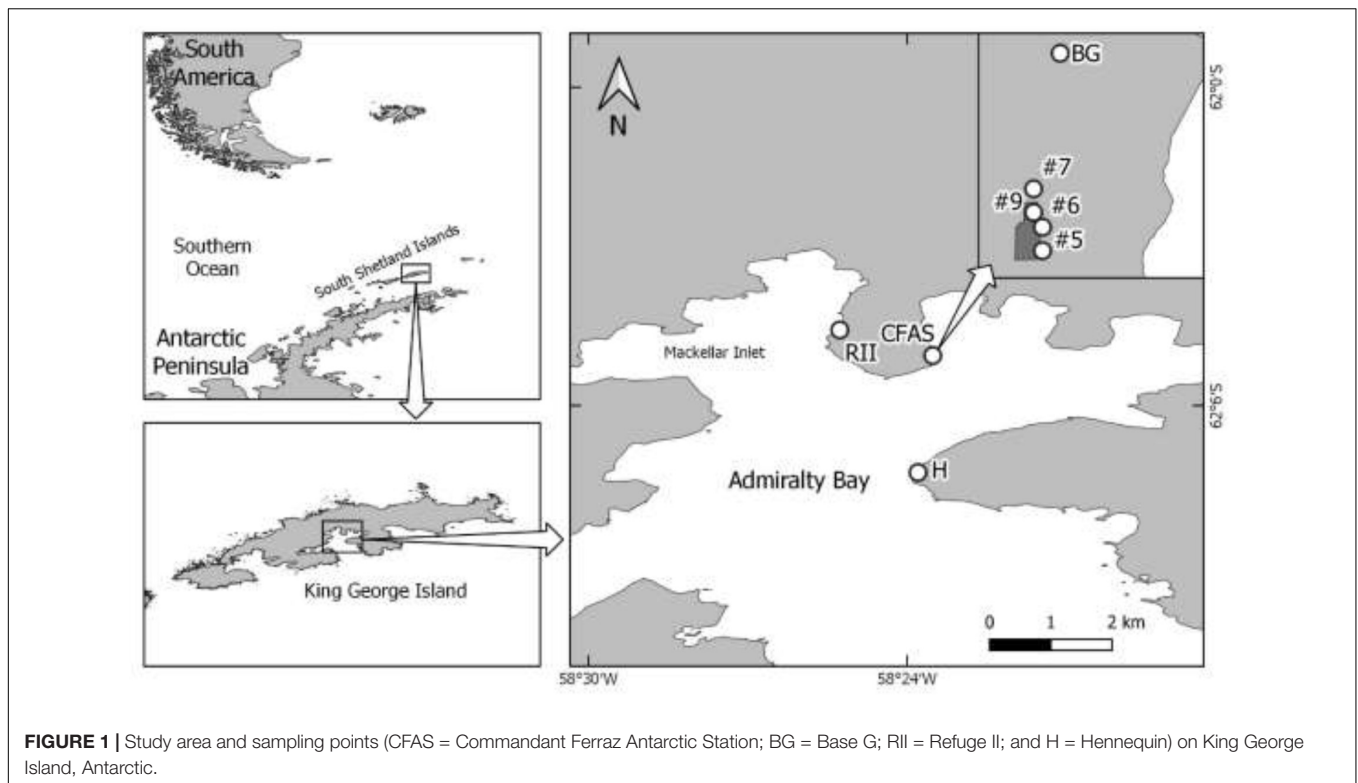 South
America
Southern
Ocean
South Shetland Islands
Antarctic
Peninsula
King George Island
N
BG
#7
#9
#6
#5
CFAS
RII
Mackellar Inlet
H
Admiralty Bay
0 1 2 km
62°0'S
62°6'S
58°30'W
58°24'W
FIGURE 1 | Study area and sampling points (CFAS = Commandant Ferraz Antarctic Station; BG = Base G; RII = Refuge II; and H = Hennequin) on King George
Island, Antarctic.